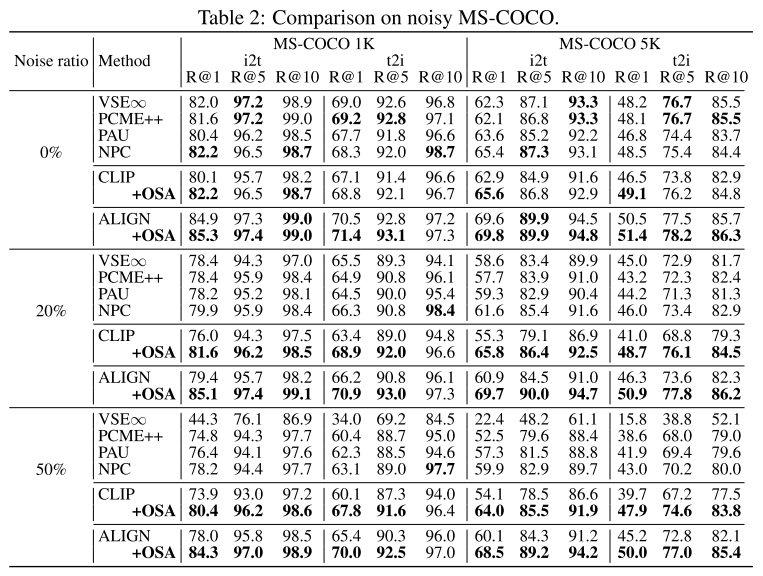 Table 2: Comparison on noisy MS-COCO.
MS-COCO 1K MS-COCO 5K
Noise ratio Method i2t t2i i2t t2i
R@1 R@5 R@10 R@1 R@5 R@10 R@1 R@5 R@10 R@1 R@5 R@10
VSE∞ 82.0 97.2 98.9 69.0 92.6 96.8 62.3 87.1 93.3 48.2 76.7 85.5
PCME++ 81.6 97.2 99.0 69.2 92.8 97.1 62.1 86.8 93.3 48.1 76.7 85.5
PAU 80.4 96.2 98.5 67.7 91.8 96.6 63.6 85.2 92.2 46.8 74.4 83.7
0% NPC 82.2 96.5 98.7 68.3 92.0 98.7 65.4 87.3 93.1 48.5 75.4 84.4
CLIP 80.1 95.7 98.2 67.1 91.4 96.6 62.9 84.9 91.6 46.5 73.8 82.9
+OSA 82.2 96.5 98.7 68.8 92.1 96.7 65.6 86.8 92.9 49.1 76.2 84.8
ALIGN 84.9 97.3 99.0 70.5 92.8 97.2 69.6 89.9 94.5 50.5 77.5 85.7
+OSA 85.3 97.4 99.0 71.4 93.1 97.3 69.8 89.9 94.8 51.4 78.2 86.3
VSE∞ 78.4 94.3 97.0 65.5 89.3 94.1 58.6 83.4 89.9 45.0 72.9 81.7
PCME++ 78.4 95.9 98.4 64.9 90.8 96.1 57.7 83.9 91.0 43.2 72.3 82.4
PAU 78.2 95.2 98.1 64.5 90.0 95.4 59.3 82.9 90.4 44.2 71.3 81.3
20% NPC 79.9 95.9 98.4 66.3 90.8 98.4 61.6 85.4 91.6 46.0 73.4 82.9
CLIP 76.0 94.3 97.5 63.4 89.0 94.8 55.3 79.1 86.9 41.0 68.8 79.3
+OSA 81.6 96.2 98.5 68.9 92.0 96.6 65.8 86.4 92.5 48.7 76.1 84.5
ALIGN 79.4 95.7 98.2 66.2 90.8 96.1 60.9 84.5 91.0 46.3 73.6 82.3
+OSA 85.1 97.4 99.1 70.9 93.0 97.3 69.7 90.0 94.7 50.9 77.8 86.2
VSE∞ 44.3 76.1 86.9 34.0 69.2 84.5 22.4 48.2 61.1 15.8 38.8 52.1
PCME++ 74.8 94.3 97.7 60.4 88.7 95.0 52.5 79.6 88.4 38.6 68.0 79.0
PAU 76.4 94.1 97.6 62.3 88.5 94.6 57.3 81.5 88.8 41.9 69.4 79.6
50% NPC 78.2 94.4 97.7 63.1 89.0 97.7 59.9 82.9 89.7 43.0 70.2 80.0
CLIP 73.9 93.0 97.2 60.1 87.3 94.0 54.1 78.5 86.6 39.7 67.2 77.5
+OSA 80.4 96.2 98.6 67.8 91.6 96.4 64.0 85.5 91.9 47.9 74.6 83.8
ALIGN 78.0 95.8 98.5 65.4 90.3 96.0 60.1 84.3 91.2 45.2 72.8 82.1
+OSA 84.3 97.0 98.9 70.0 92.5 97.0 68.5 89.2 94.2 50.0 77.0 85.4